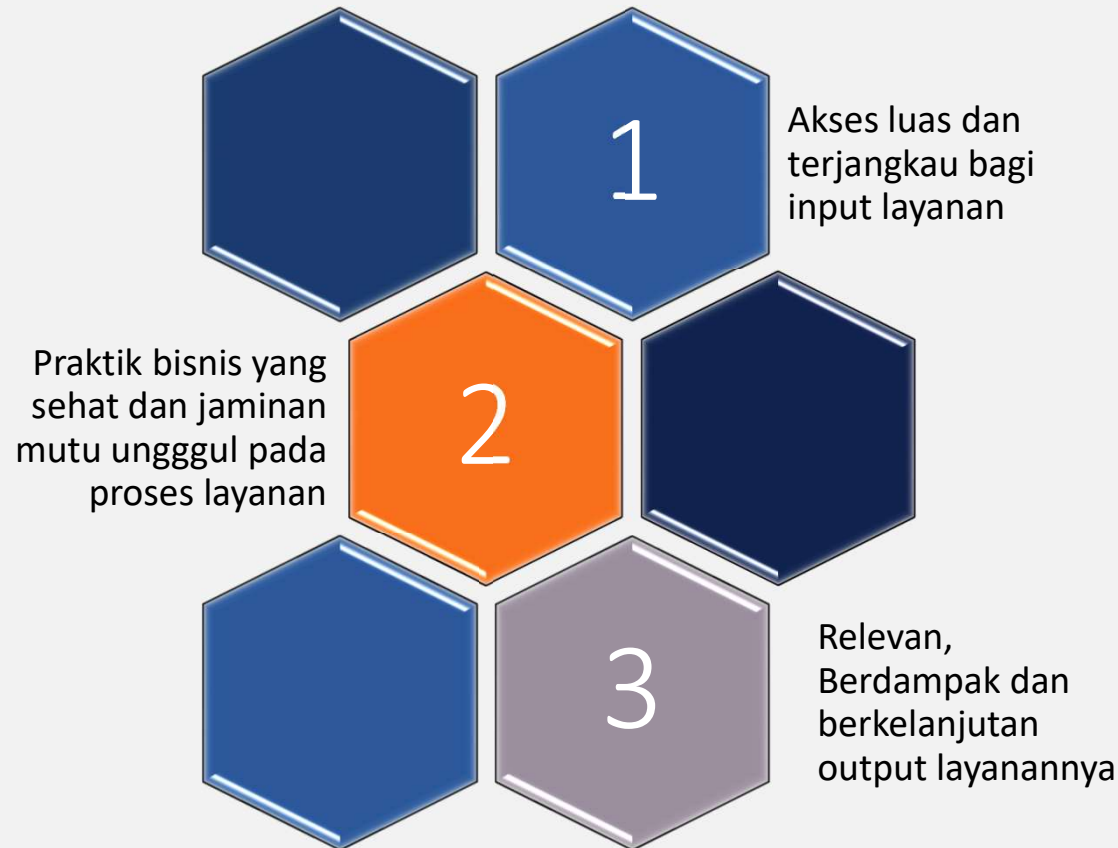 1
Akses luas dan
terjangkau bagi
input layanan
Praktik bisnis yang
sehat dan jaminan
mutu ungggul pada
proses layanan
2
3
Relevan,
Berdampak dan
berkelanjutan
output layanannya